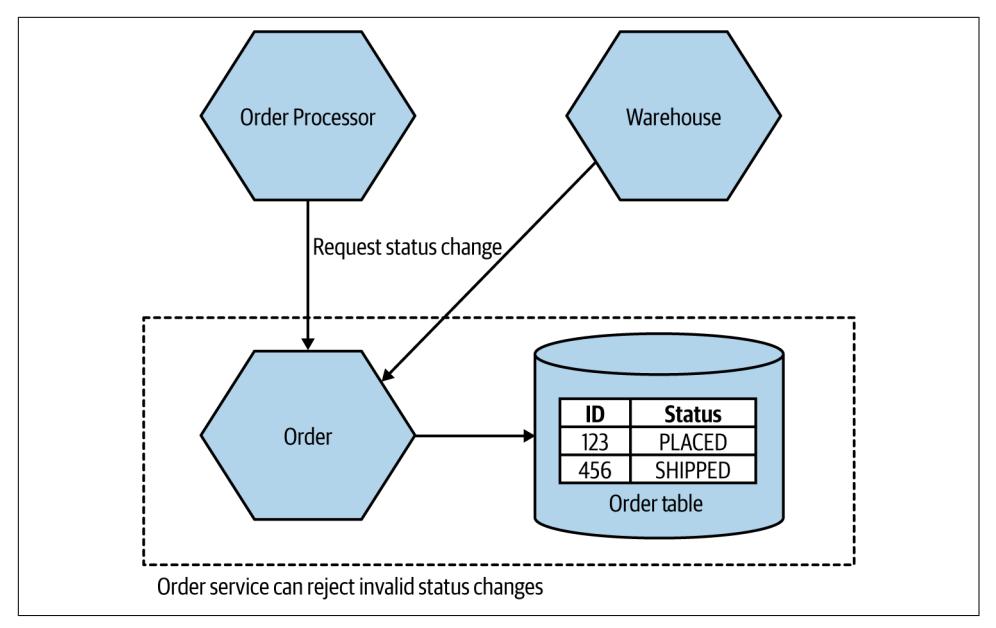 Order Processor
Warehouse
Request status change
Order
ID Status
123 PLACED
456 SHIPPED
Order table
Order service can reject invalid status changes